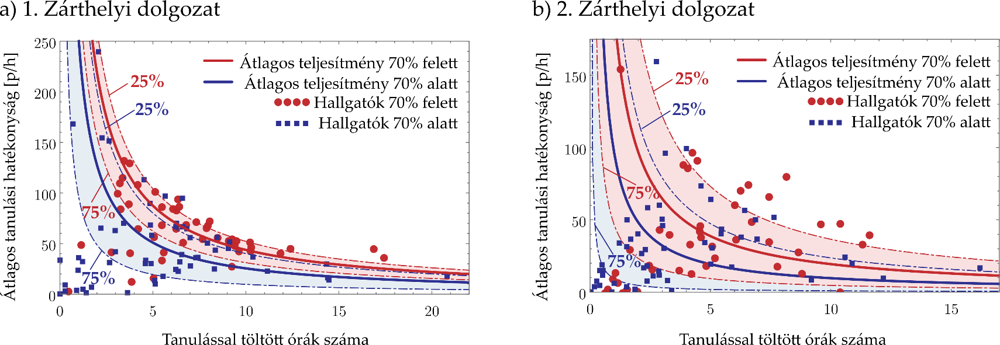 a) 1. Zárthelyi dolgozat
Átlagos tanulási hatékonyság [p/h]
250
200
150
100
50
0
25%
25%
75%
75%
Átlagos teljesítmény 70% felett
Átlagos teljesítmény 70% alatt
Hallgatók 70% felett
Hallgatók 70% alatt
0 5 10 15 20
Tanulással töltött órák száma
b) 2. Zárthelyi dolgozat
Átlagos tanulási hatékonyság [p/h]
150
100
50
0
25%
25%
75%
75%
Átlagos teljesítmény 70% felett
Átlagos teljesítmény 70% alatt
Hallgatók 70% felett
Hallgatók 70% alatt
0 5 10 15
Tanulással töltött órák száma